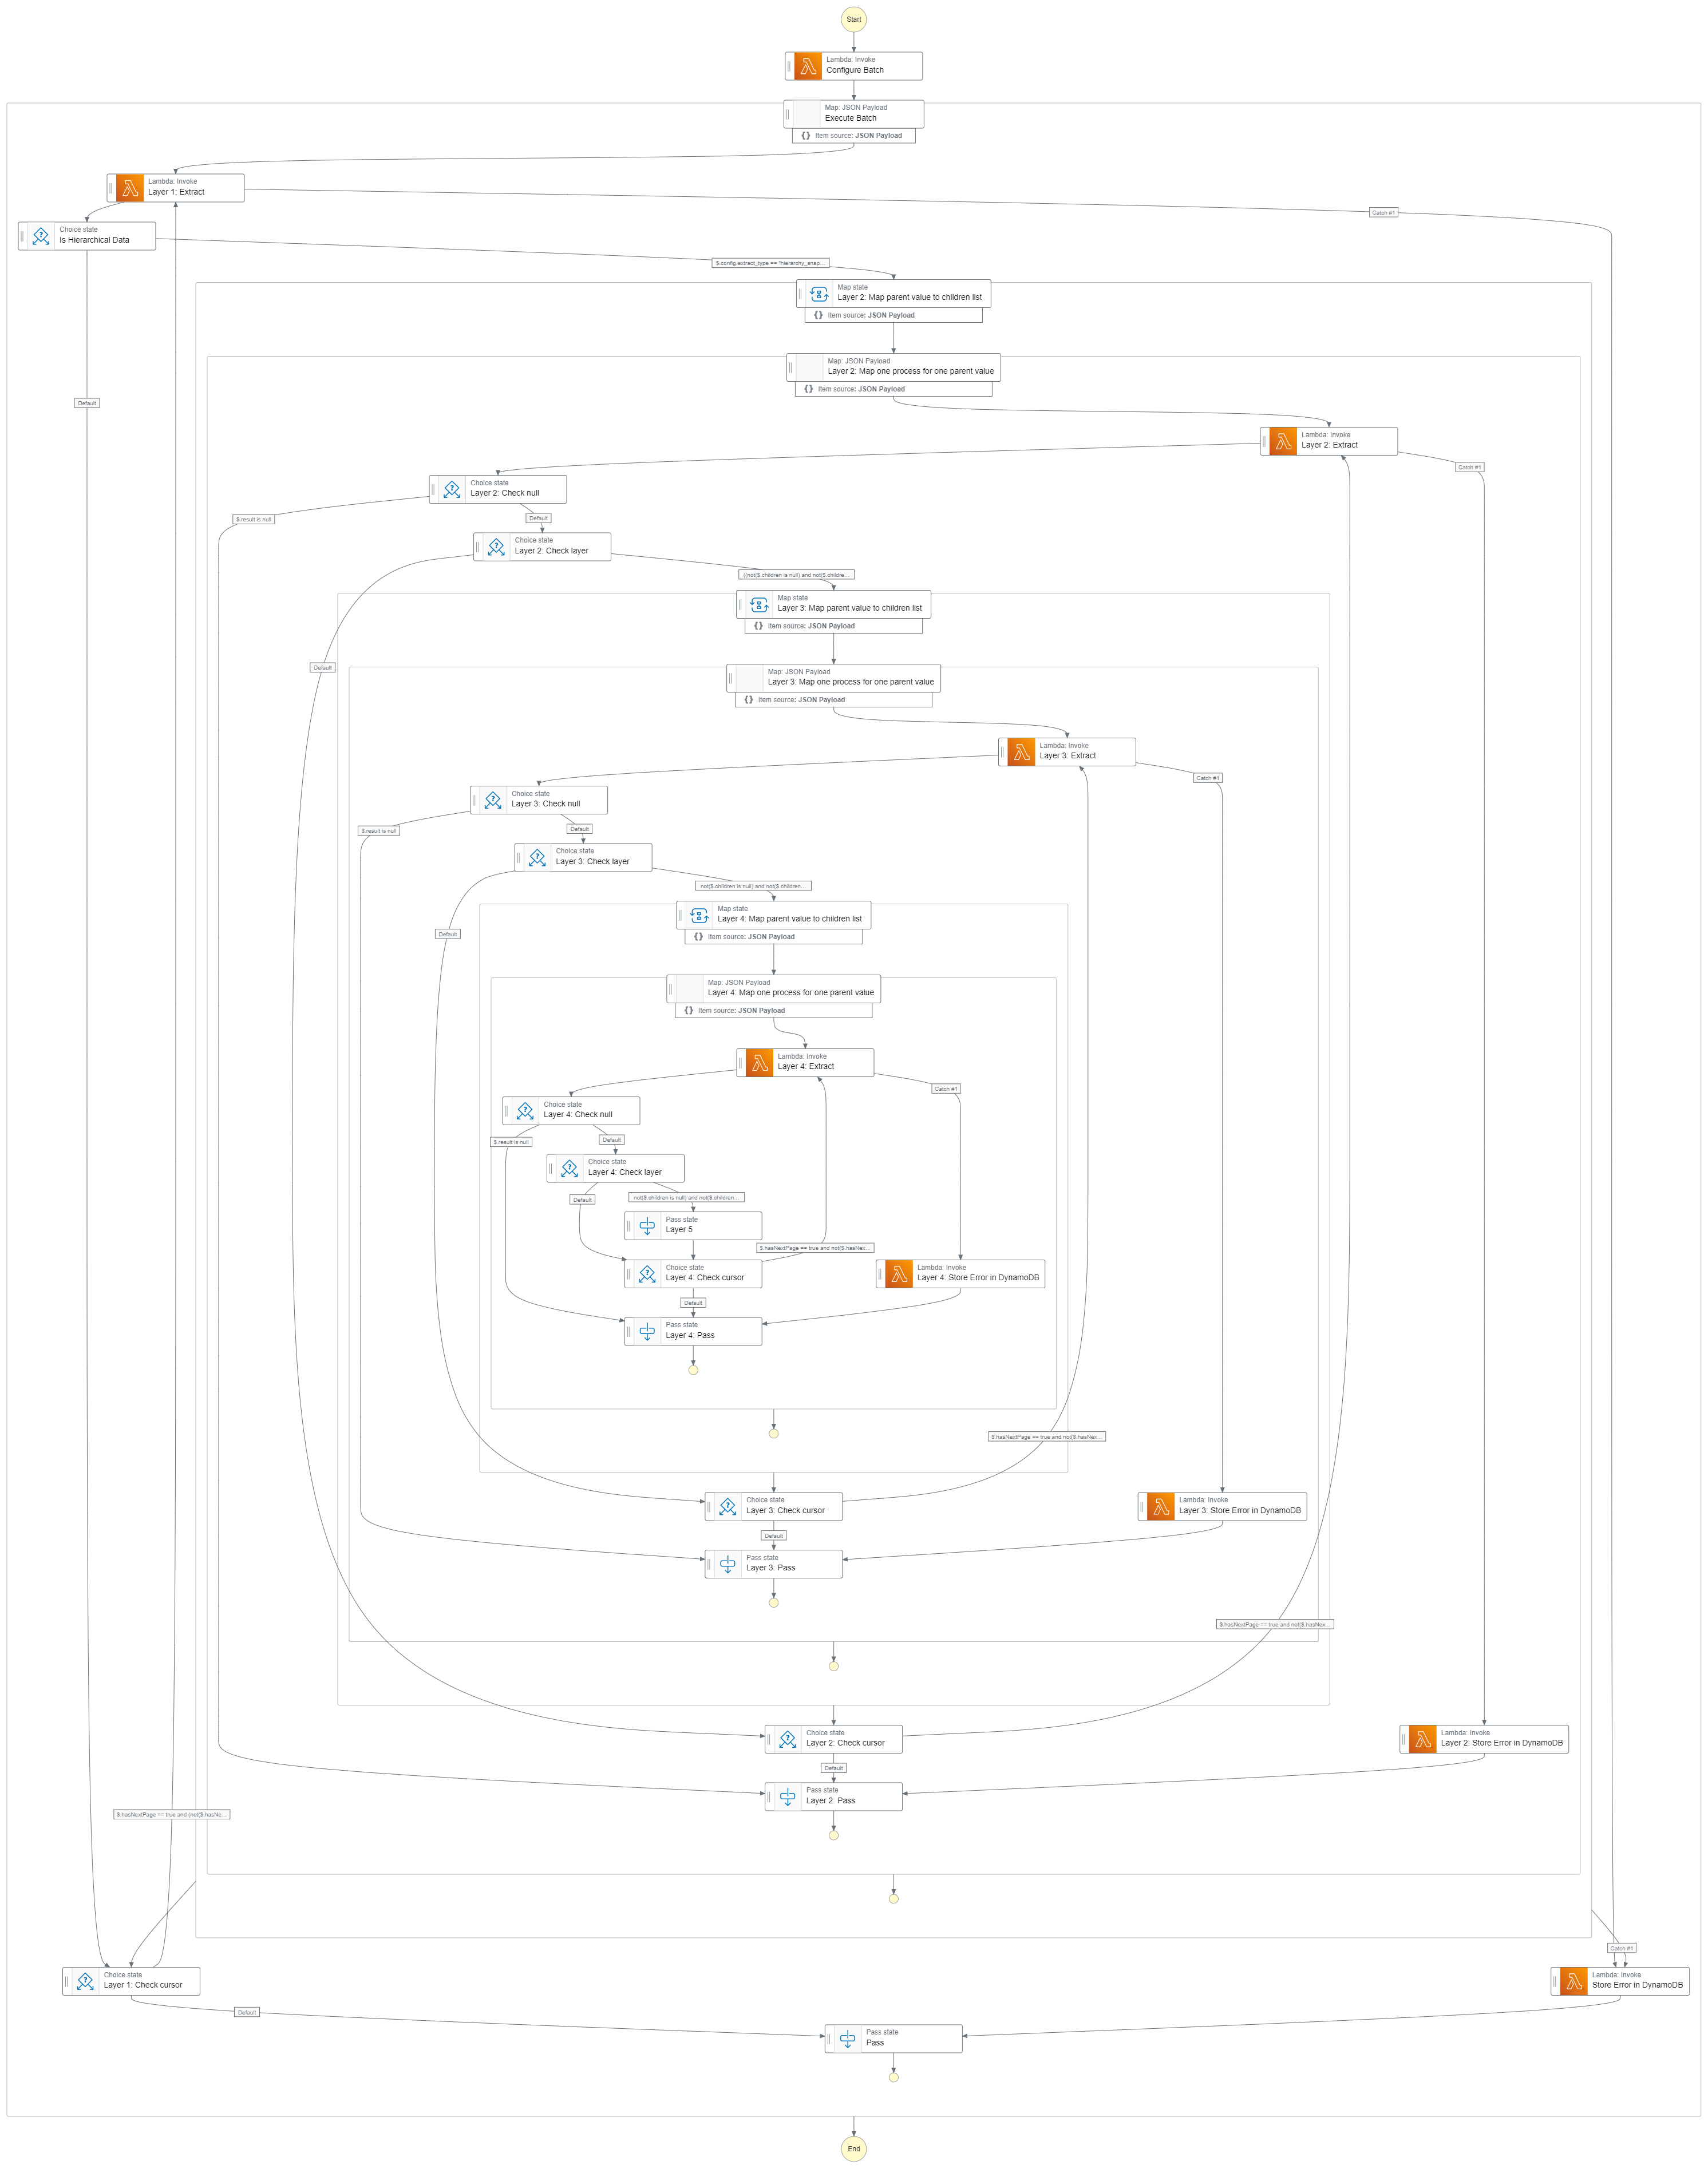 Start
Lambda: Invoke
Configure Batch
Map: JSON Payload
Execute Batch
{} Item source: JSON Payload
Lambda: Invoke
Layer 1: Extract
Catch #1
Choice state
Is Hierarchical Data
$.config.extract_type == "hierarchy_snap...
Map state
Layer 2: Map parent value to children list
{} Item source: JSON Payload
Map: JSON Payload
Layer 2: Map one process for one parent value
{} Item source: JSON Payload
Default
Lambda: Invoke
Layer 2: Extract
Catch #1
Choice state
Layer 2: Check null
$.result is null
Default
Choice state
Layer 2: Check layer
((not($.children is null) and not($.childre...
Map state
Layer 3: Map parent value to children list
{} Item source: JSON Payload
Default
Map: JSON Payload
Layer 3: Map one process for one parent value
{} Item source: JSON Payload
Lambda: Invoke
Layer 3: Extract
Catch #1
Choice state
Layer 3: Check null
$.result is null
Default
Choice state
Layer 3: Check layer
not($.children is null) and not($.children...
Map state
Layer 4: Map parent value to children list
{} Item source: JSON Payload
Default
Map: JSON Payload
Layer 4: Map one process for one parent value
{} Item source: JSON Payload
Lambda: Invoke
Layer 4: Extract
Catch #1
Choice state
Layer 4: Check null
$.result is null
Default
Choice state
Layer 4: Check layer
Default
not($.children is null) and not($.children...
Pass state
Layer 5
$.hasNextPage == true and not($.hasNex...
Choice state
Layer 4: Check cursor
Lambda: Invoke
Layer 4: Store Error in DynamoDB
Default
Pass state
Layer 4: Pass
$.hasNextPage == true and not($.hasNex...
Choice state
Layer 3: Check cursor
Lambda: Invoke
Layer 3: Store Error in DynamoDB
Default
Pass state
Layer 3: Pass
$.hasNextPage == true and not($.hasNex...
Choice state
Layer 2: Check cursor
Lambda: Invoke
Layer 2: Store Error in DynamoDB
Default
Pass state
Layer 2: Pass
$.hasNextPage == true and (not($.hasNe...
Catch #1
Choice state
Layer 1: Check cursor
Lambda: Invoke
Store Error in DynamoDB
Default
Pass state
Pass
End